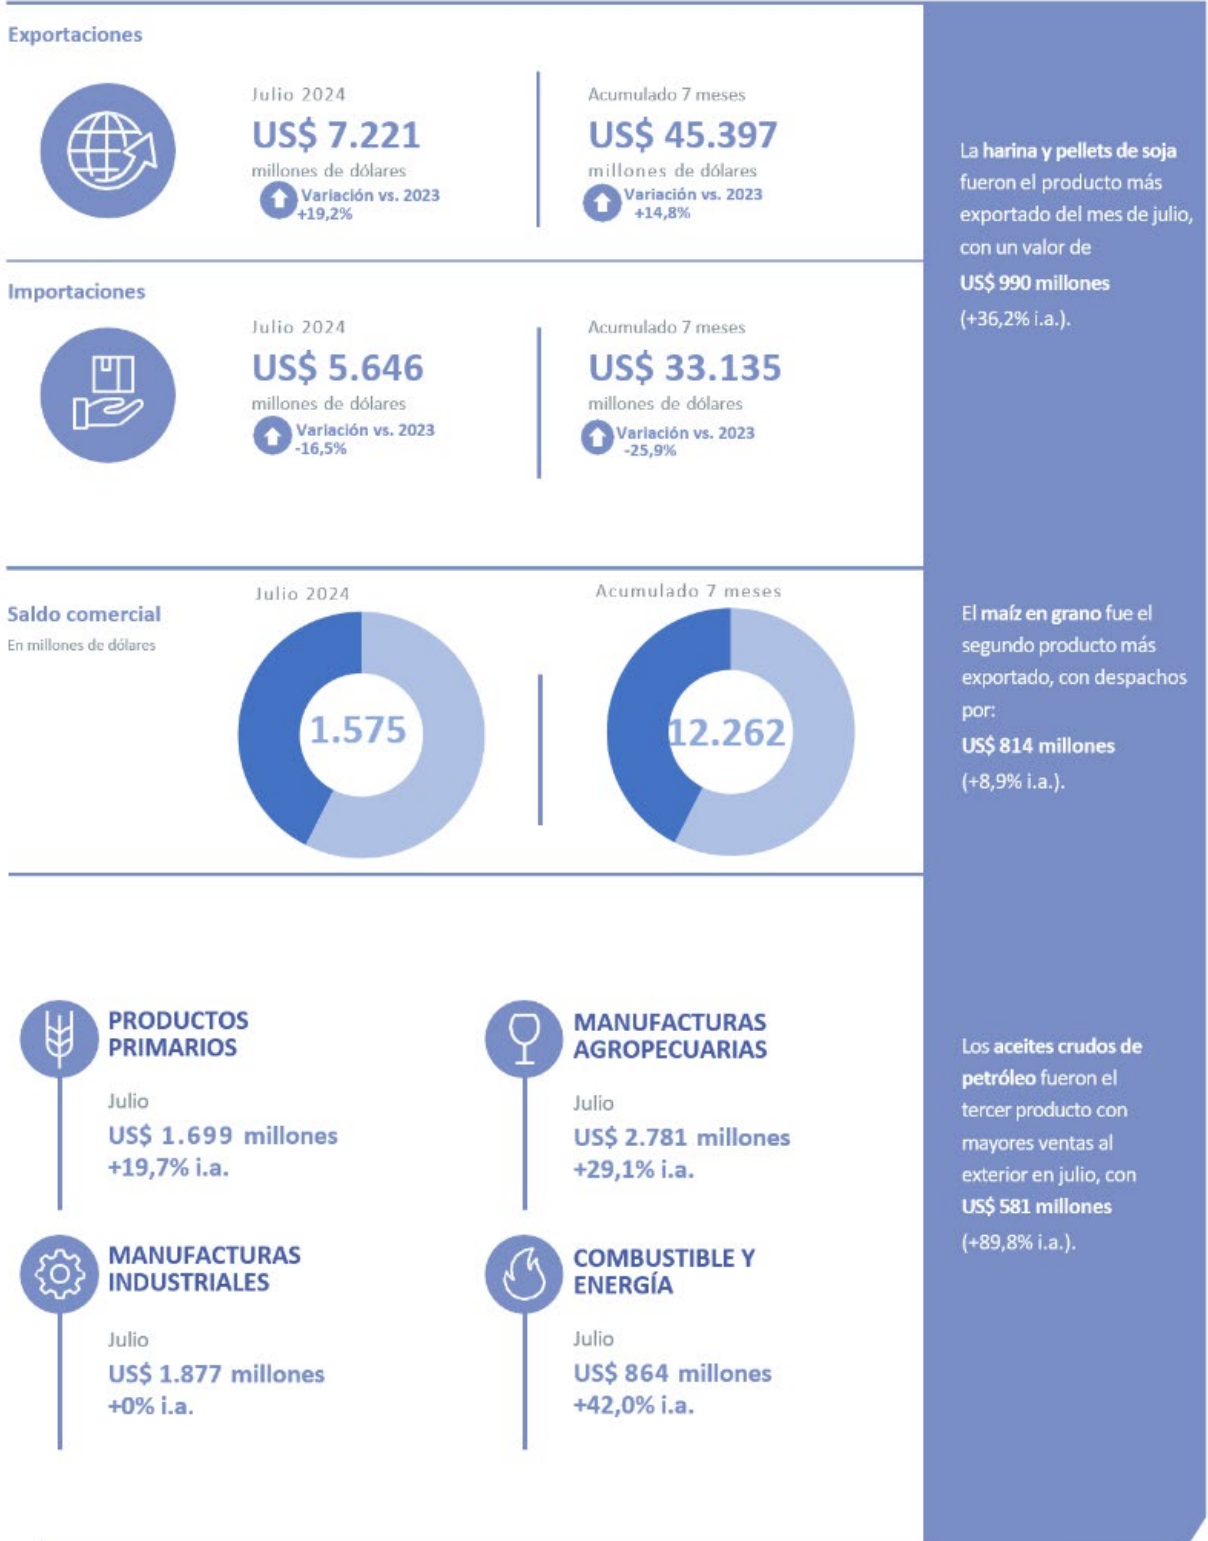 Exportaciones
Julio 2024
US$ 7.221
millones de dólares
Variación vs. 2023
+19,2%
Acumulado 7 meses
US$ 45.397
millones de dólares
Variación vs. 2023
+14,8%
Importaciones
Julio 2024
US$ 5.646
millones de dólares
Variación vs. 2023
-16,5%
Acumulado 7 meses
US$ 33.135
millones de dólares
Variación vs. 2023
-25,9%
Saldo comercial
En millones de dólares
Julio 2024
1.575
Acumulado 7 meses
12.262
PRODUCTOS
PRIMARIOS
Julio
US$ 1.699 millones
+19,7% i.a.
MANUFACTURAS
AGROPECUARIAS
Julio
US$ 2.781 millones
+29,1% i.a.
MANUFACTURAS
INDUSTRIALES
Julio
US$ 1.877 millones
+0% i.a.
COMBUSTIBLE Y
ENERGÍA
Julio
US$ 864 millones
+42,0% i.a.
La harina y pellets de soja
fueron el producto más
exportado del mes de julio,
con un valor de
US$ 990 millones
(+36,2% i.a.).
El maíz en grano fue el
segundo producto más
exportado, con despachos
por:
US$ 814 millones
(+8,9% i.a.).
Los aceites crudos de
petróleo fueron el
tercer producto con
mayores ventas al
exterior en julio, con
US$ 581 millones
(+89,8% i.a.).